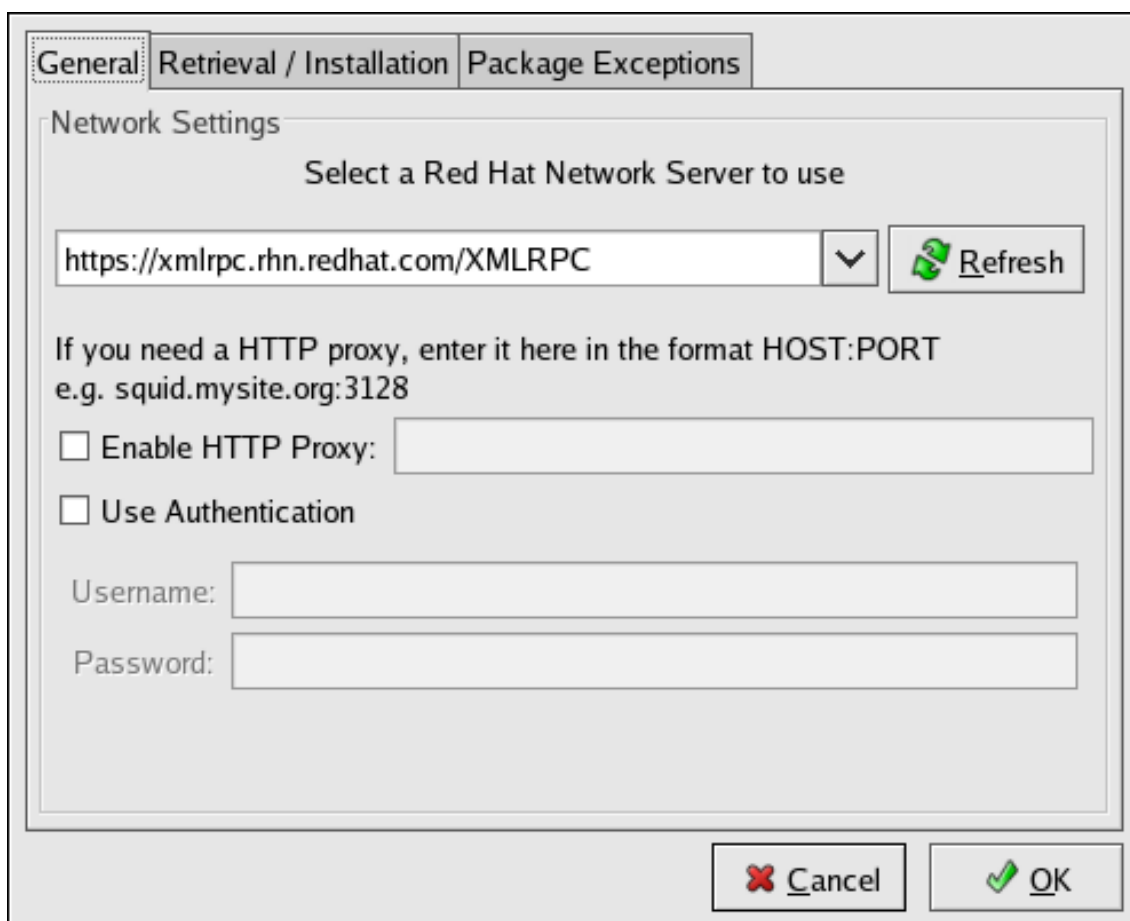 General Retrieval / Installation Package Exceptions
Network Settings
Select a Red Hat Network Server to use
https://xmlrpc.rhn.redhat.com/XMLRPC Refresh
If you need a HTTP proxy, enter it here in the format HOST:PORT
e.g. squid.mysite.org:3128
Enable HTTP Proxy:
Use Authentication
Username:
Password:
Cancel OK